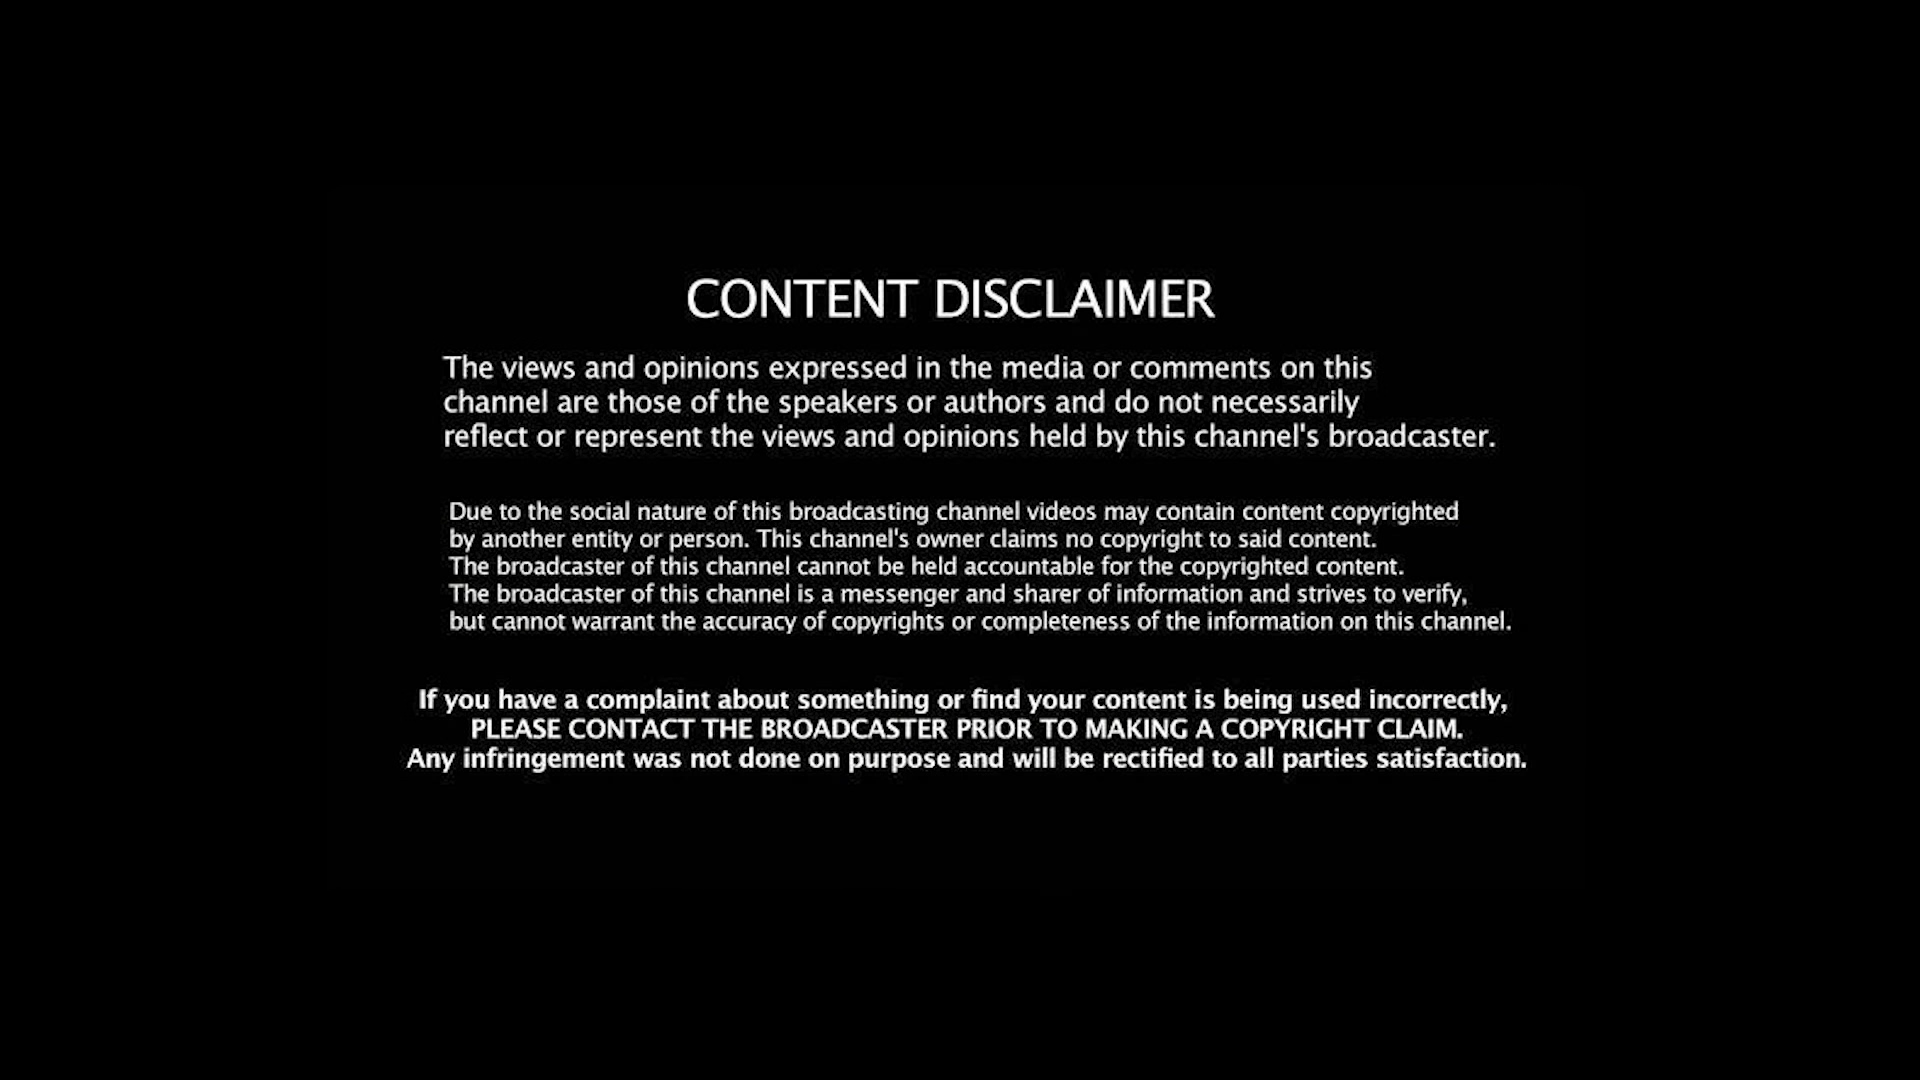 CONTENT DISCLAIMER
The views and opinions expressed in the media or comments on this
channel are those of the speakers or authors and do not necessarily
reflect or represent the views and opinions held by this channel's broadcaster.
Due to the social nature of this broadcasting channel videos may contain content copyrighted
by another entity or person. This channel's owner claims no copyright to said content.
The broadcaster of this channel cannot be held accountable for the copyrighted content.
The broadcaster of this channel is a messenger and sharer of information and strives to verify,
but cannot warrant the accuracy of copyrights or completeness of the information on this channel.
If you have a complaint about something or find your content is being used incorrectly,
PLEASE CONTACT THE BROADCASTER PRIOR TO MAKING A COPYRIGHT CLAIM.
Any infringement was not done on purpose and will be rectified to all parties satisfaction.